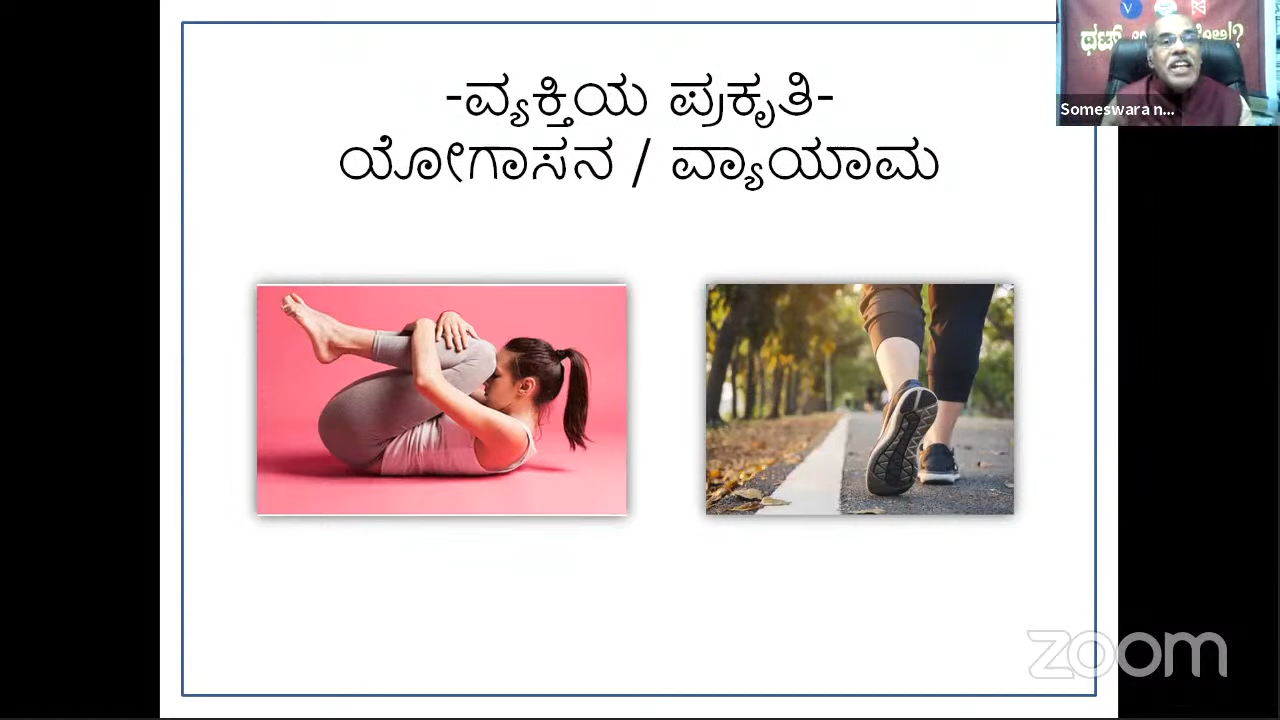 -ವ್ಯಕ್ತಿಯ ಪ್ರಕೃತಿ-
ಯೋಗಾಸನ / ವ್ಯಾಯಾಮ
Someswara n...
zoom